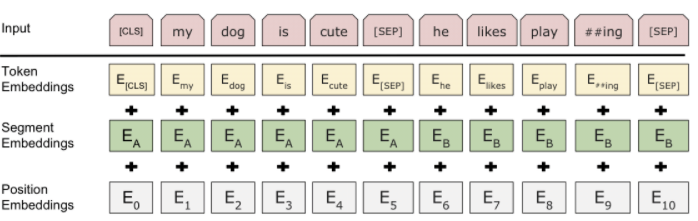 Input [CLS] my dog is cute [SEP] he likes play ##ing [SEP]
Token
Embeddings E[CLS] Emy Edog Eis Ecute E[SEP] Ehe Elikes Eplay E##ing E[SEP]
+ + + + + + + + + + +
Segment
Embeddings EA EA EA EA EA EA EB EB EB EB EB
+ + + + + + + + + + +
Position
Embeddings E0 E1 E2 E3 E4 E5 E6 E7 E8 E9 E10